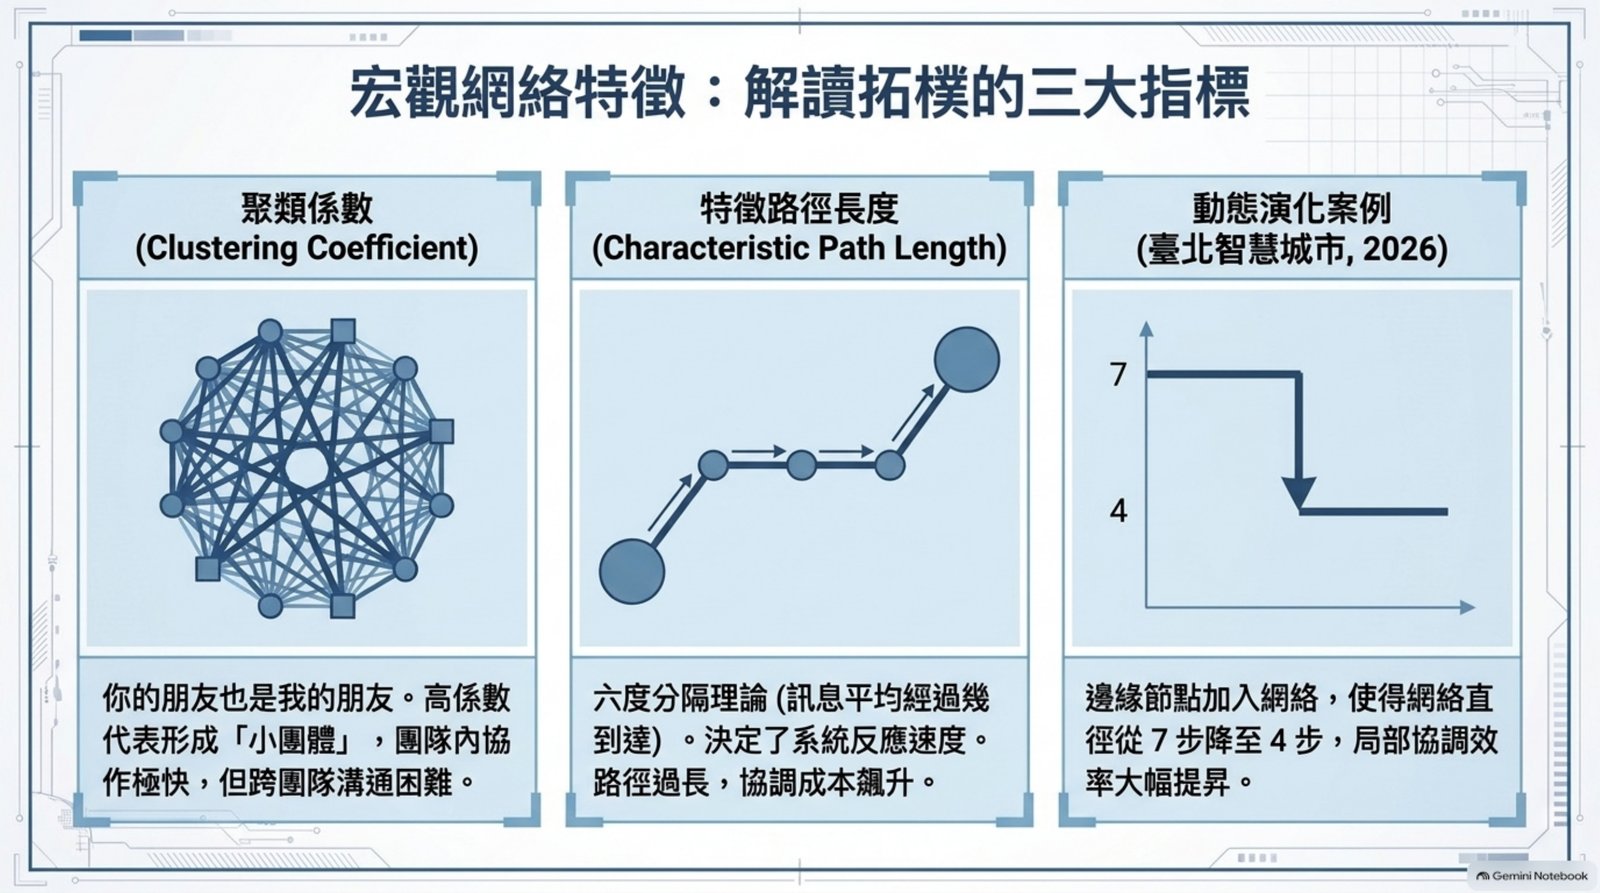 宏觀網絡特徵：解讀拓樸的三大指標
聚類係數
(Clustering Coefficient)
你的朋友也是我的朋友。高係數
代表形成「小團體」，團隊內協
作極快，但跨團隊溝通困難。
特徵路徑長度
(Characteristic Path Length)
六度分隔理論 (訊息平均經過幾
到達) 。決定了系統反應速度。
路徑過長，協調成本飆升。
動態演化案例
(臺北智慧城市, 2026)
7
4
邊緣節點加入網絡，使得網絡直
徑從 7 步降至 4 步，局部協調效
率大幅提昇。
Gemini Notebook